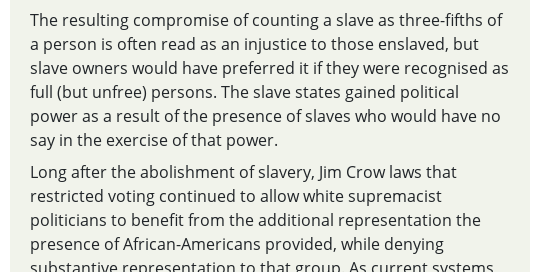 The resulting compromise of counting a slave as three-fifths of
a person is often read as an injustice to those enslaved, but
slave owners would have preferred it if they were recognised as
full (but unfree) persons. The slave states gained political
power as a result of the presence of slaves who would have no
say in the exercise of that power.
Long after the abolishment of slavery, Jim Crow laws that
restricted voting continued to allow white supremacist
politicians to benefit from the additional representation the
presence of African-Americans provided, while denying
substantive representation to that group. As current systems